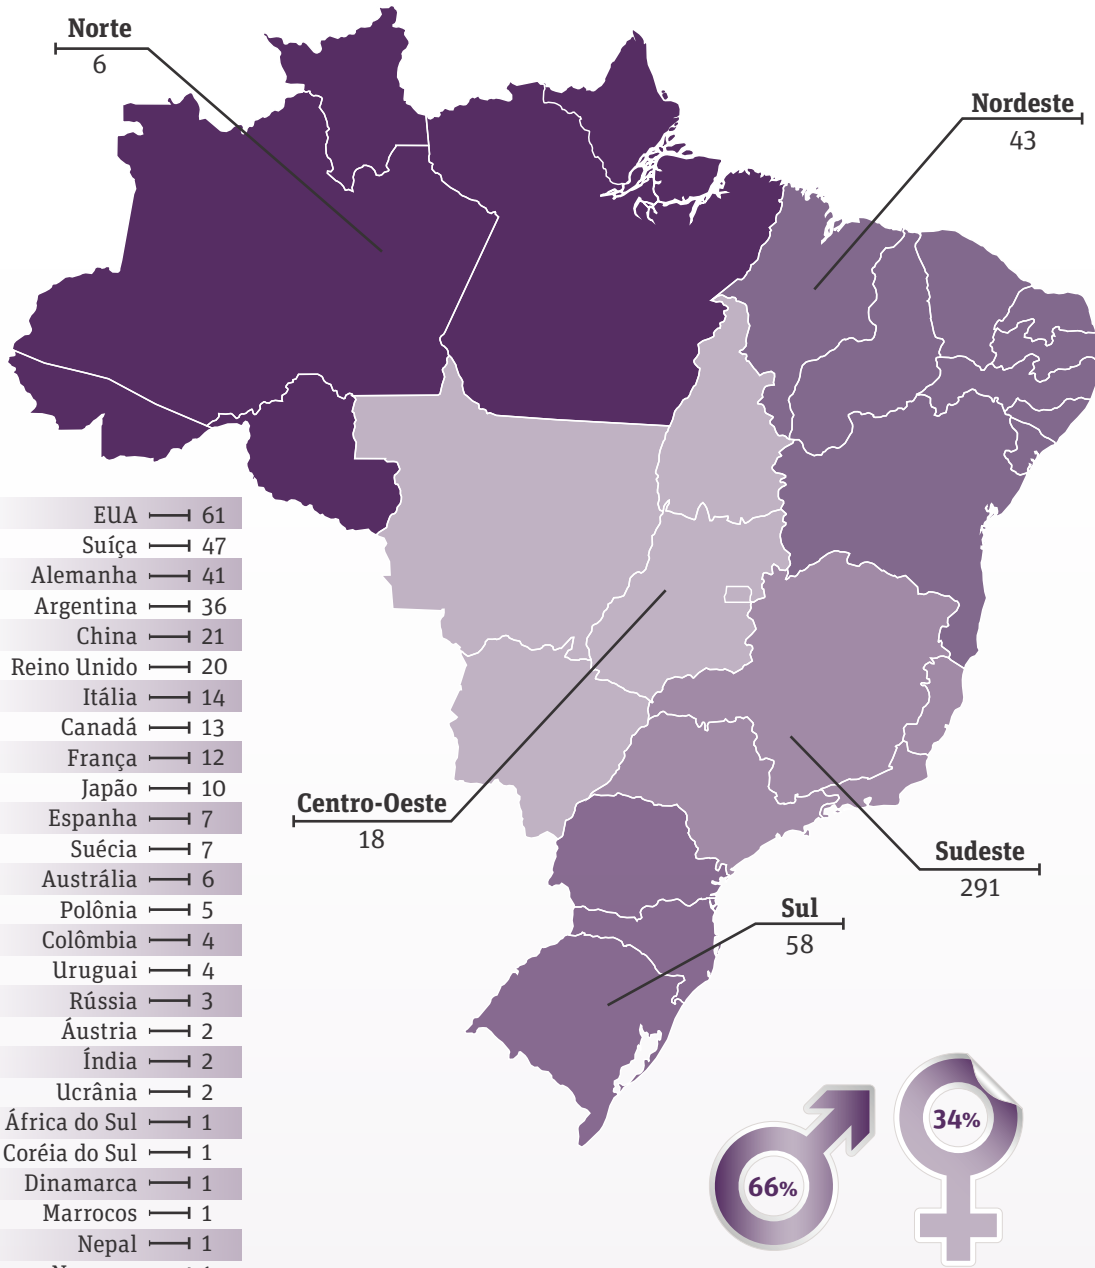 Norte
6
Nordeste
43
EUA 61
Suíça 47
Alemanha 41
Argentina 36
China 21
Reino Unido 20
Itália 14
Canadá 13
França 12
Japão 10
Espanha 7
Suécia 7
Austrália 6
Polônia 5
Colômbia 4
Uruguai 4
Rússia 3
Áustria 2
Índia 2
Ucrânia 2
África do Sul 1
Coréia do Sul 1
Dinamarca 1
Marrocos 1
Nepal 1
Centro-Oeste
18
Sudeste
291
Sul
58
66%
34%